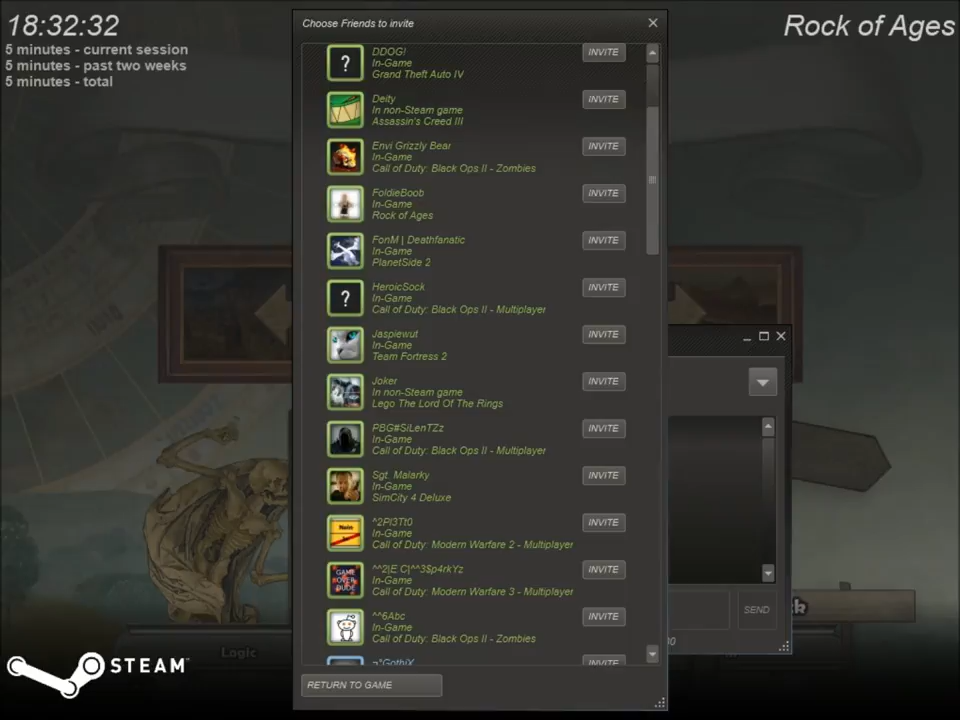 18:32:32
5 minutes - current session
5 minutes - past two weeks
5 minutes - total
Rock of Ages
Choose Friends to invite
DDOG!
INVITE
In-Game
Grand Theft Auto IV
Deity
INVITE
In non-Steam game
Assassin's Creed III
Envi Grizzly Bear
INVITE
In-Game
Call of Duty: Black Ops II - Zombies
FoldieBoob
INVITE
In-Game
Rock of Ages
FonM | Deathfanatic
INVITE
In-Game
PlanetSide 2
HeroicSock
INVITE
In-Game
Call of Duty: Black Ops II - Multiplayer
Jaspiewut
INVITE
In-Game
Team Fortress 2
Joker
INVITE
In non-Steam game
Lego The Lord Of The Rings
PBG#SiLenTZz
INVITE
In-Game
Call of Duty: Black Ops II - Multiplayer
Sgt. Malarky
INVITE
In-Game
SimCity 4 Deluxe
^2Pl3Tt0
INVITE
In-Game
Call of Duty: Modern Warfare 2 - Multiplayer
^^2|E C|^^3$p4rkYz
INVITE
In-Game
Call of Duty: Modern Warfare 3 - Multiplayer
GAME
OVER
DUDE
^^6Abc
INVITE
In-Game
Call of Duty: Black Ops II - Zombies
¬"GothiX
INVITE
SEND
Logic
STEAM
RETURN TO GAME